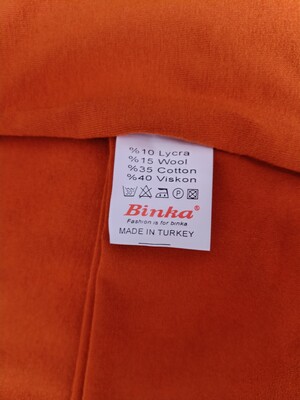 %10 Lycra
%15 Wool
%35 Cotton
%40 Viskon
Binka®
Fashion is for binka
MADE IN TURKEY